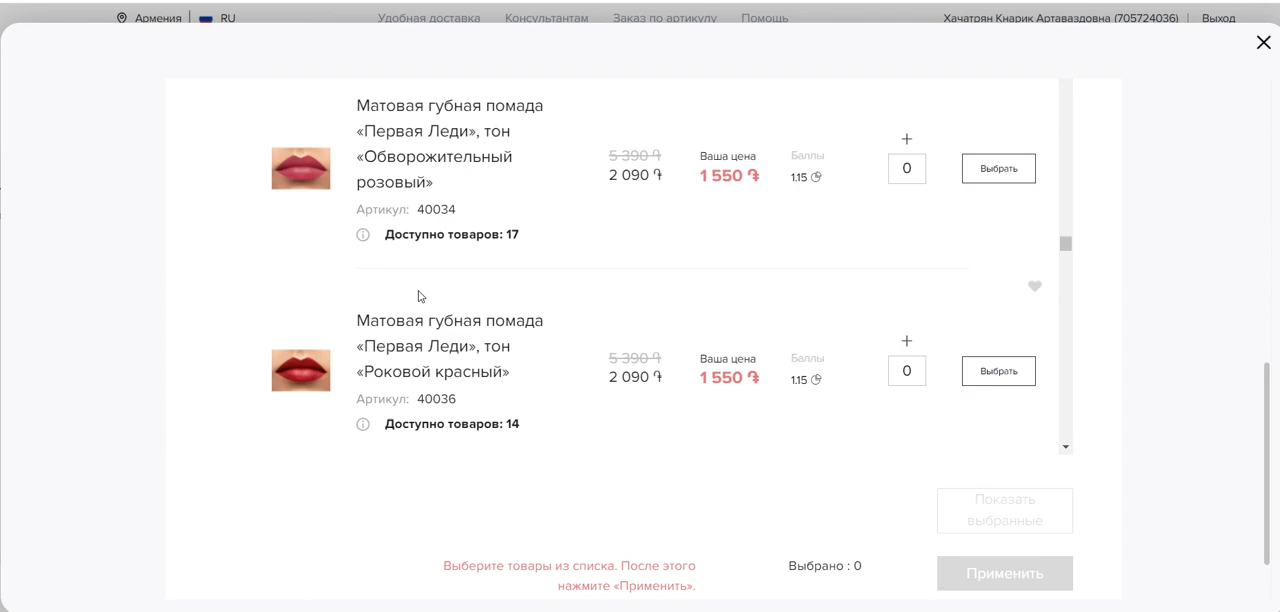 Армения RU Удобная доставка Консультантам Заказ по артикулу Помощь Хачатрян Кнарик Артаваздовна (705724036) Выход
Матовая губная помада
«Первая Леди», тон
«Обворожительный
розовый»
Артикул: 40034
Доступно товаров: 17
5 390 ֏
2 090 ֏
Ваша цена
1 550 ֏
Баллы
1.15
+
0
Выбрать
Матовая губная помада
«Первая Леди», тон
«Роковой красный»
Артикул: 40036
Доступно товаров: 14
5 390 ֏
2 090 ֏
Ваша цена
1 550 ֏
Баллы
1.15
+
0
Выбрать
Показать
выбранные
Выберите товары из списка. После этого
нажмите «Применить».
Выбрано : 0
Применить